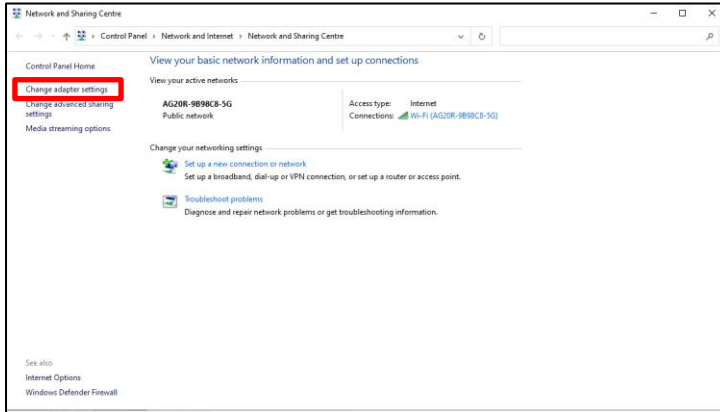 Network and Sharing Centre
Control Panel > Network and Internet > Network and Sharing Centre
Control Panel Home
Change adapter settings
Change advanced sharing
settings
Media streaming options
View your basic network information and set up connections
View your active networks
AG20R-9B98C8-5G
Public network
Access type: Internet
Connections: Wi-Fi (AG20R-9B98C8-5G)
Change your networking settings
Set up a new connection or network
Set up a broadband, dial-up or VPN connection, or set up a router or access point.
Troubleshoot problems
Diagnose and repair network problems or get troubleshooting information.
See also
Internet Options
Windows Defender Firewall